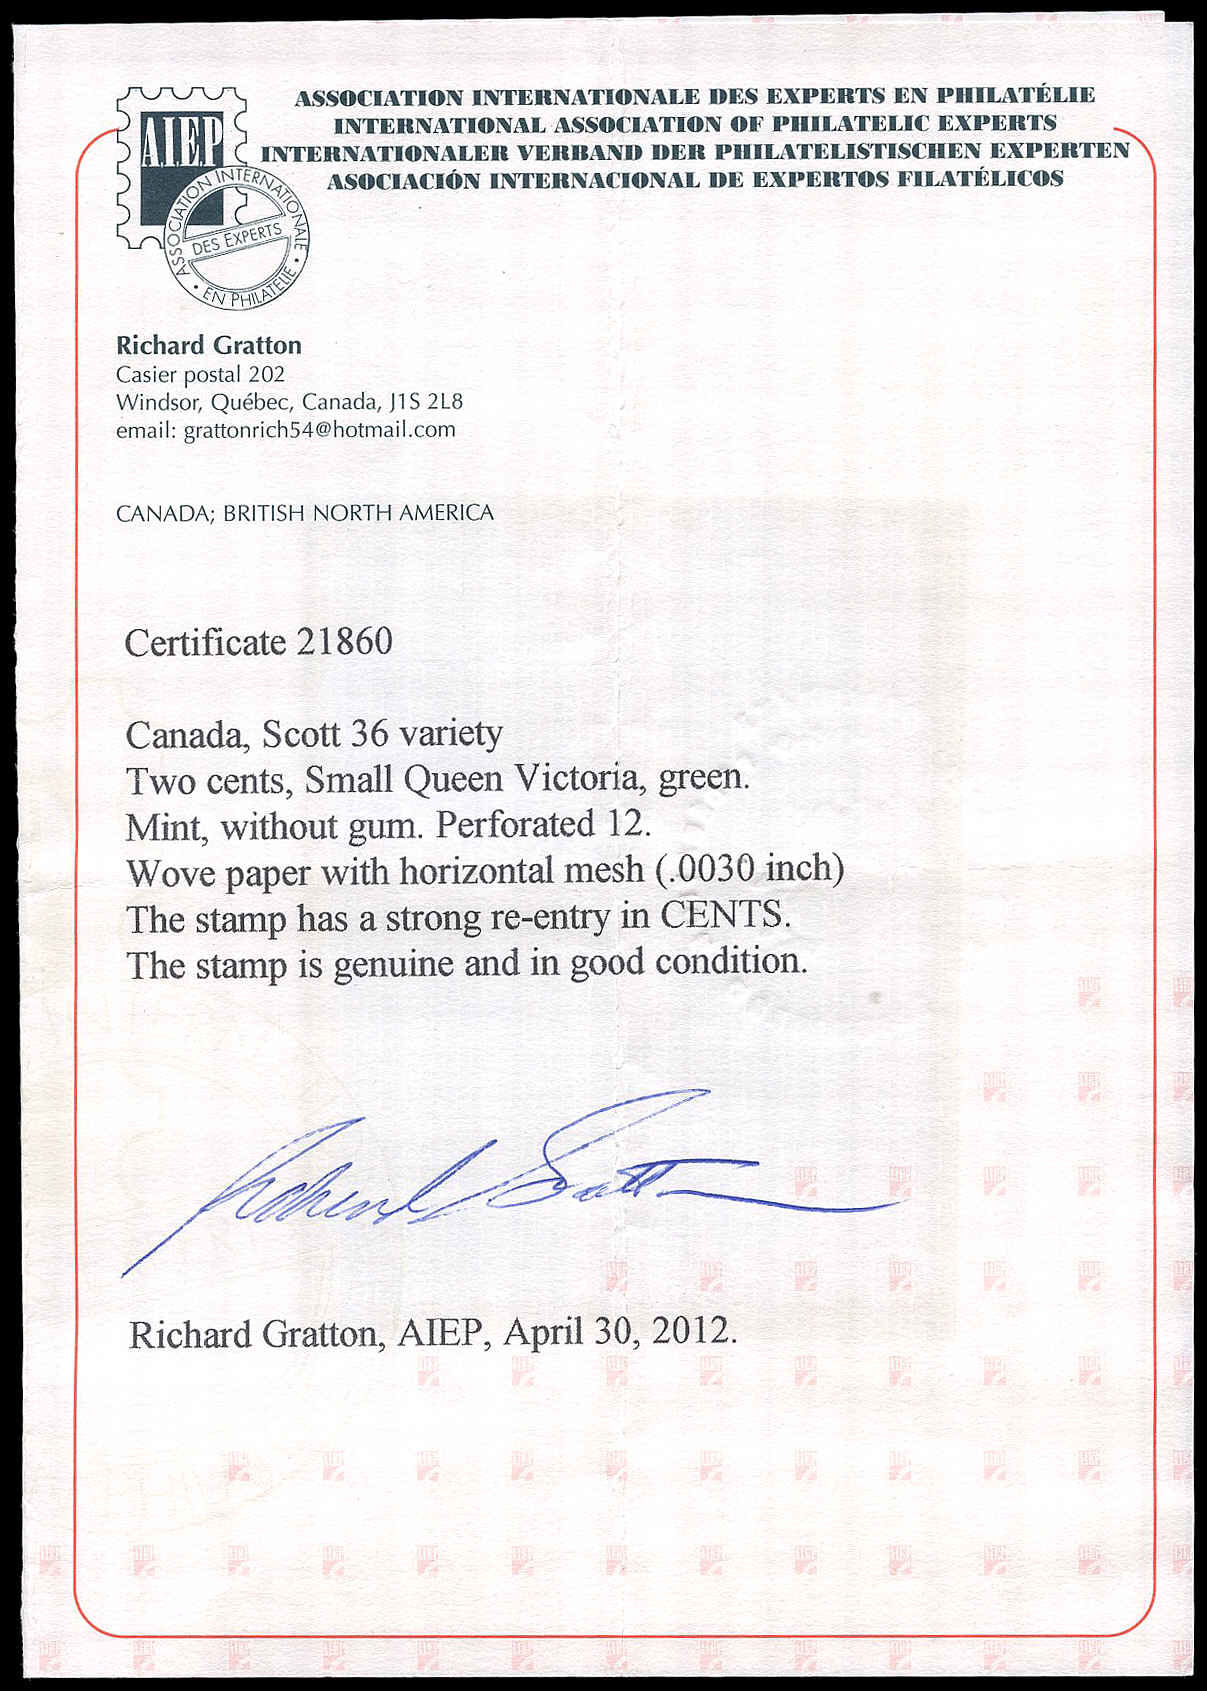 ASSOCIATION INTERNATIONALE DES EXPERTS EN PHILATÉLIE
INTERNATIONAL ASSOCIATION OF PHILATELIC EXPERTS
INTERNATIONALER VERBAND DER PHILATELISTISCHEN EXPERTEN
ASOCIACIÓN INTERNACIONAL DE EXPERTOS FILATÉLICOS
AIEP
ASSOCIATION INTERNATIONALE
DES EXPERTS
EN PHILATÉLIE
Richard Gratton
Casier postal 202
Windsor, Québec, Canada, J1S 2L8
email: grattonrich54@hotmail.com
CANADA; BRITISH NORTH AMERICA
Certificate 21860
Canada, Scott 36 variety
Two cents, Small Queen Victoria, green.
Mint, without gum. Perforated 12.
Wove paper with horizontal mesh (.0030 inch)
The stamp has a strong re-entry in CENTS.
The stamp is genuine and in good condition.
Richard Gratton
Richard Gratton, AIEP, April 30, 2012.